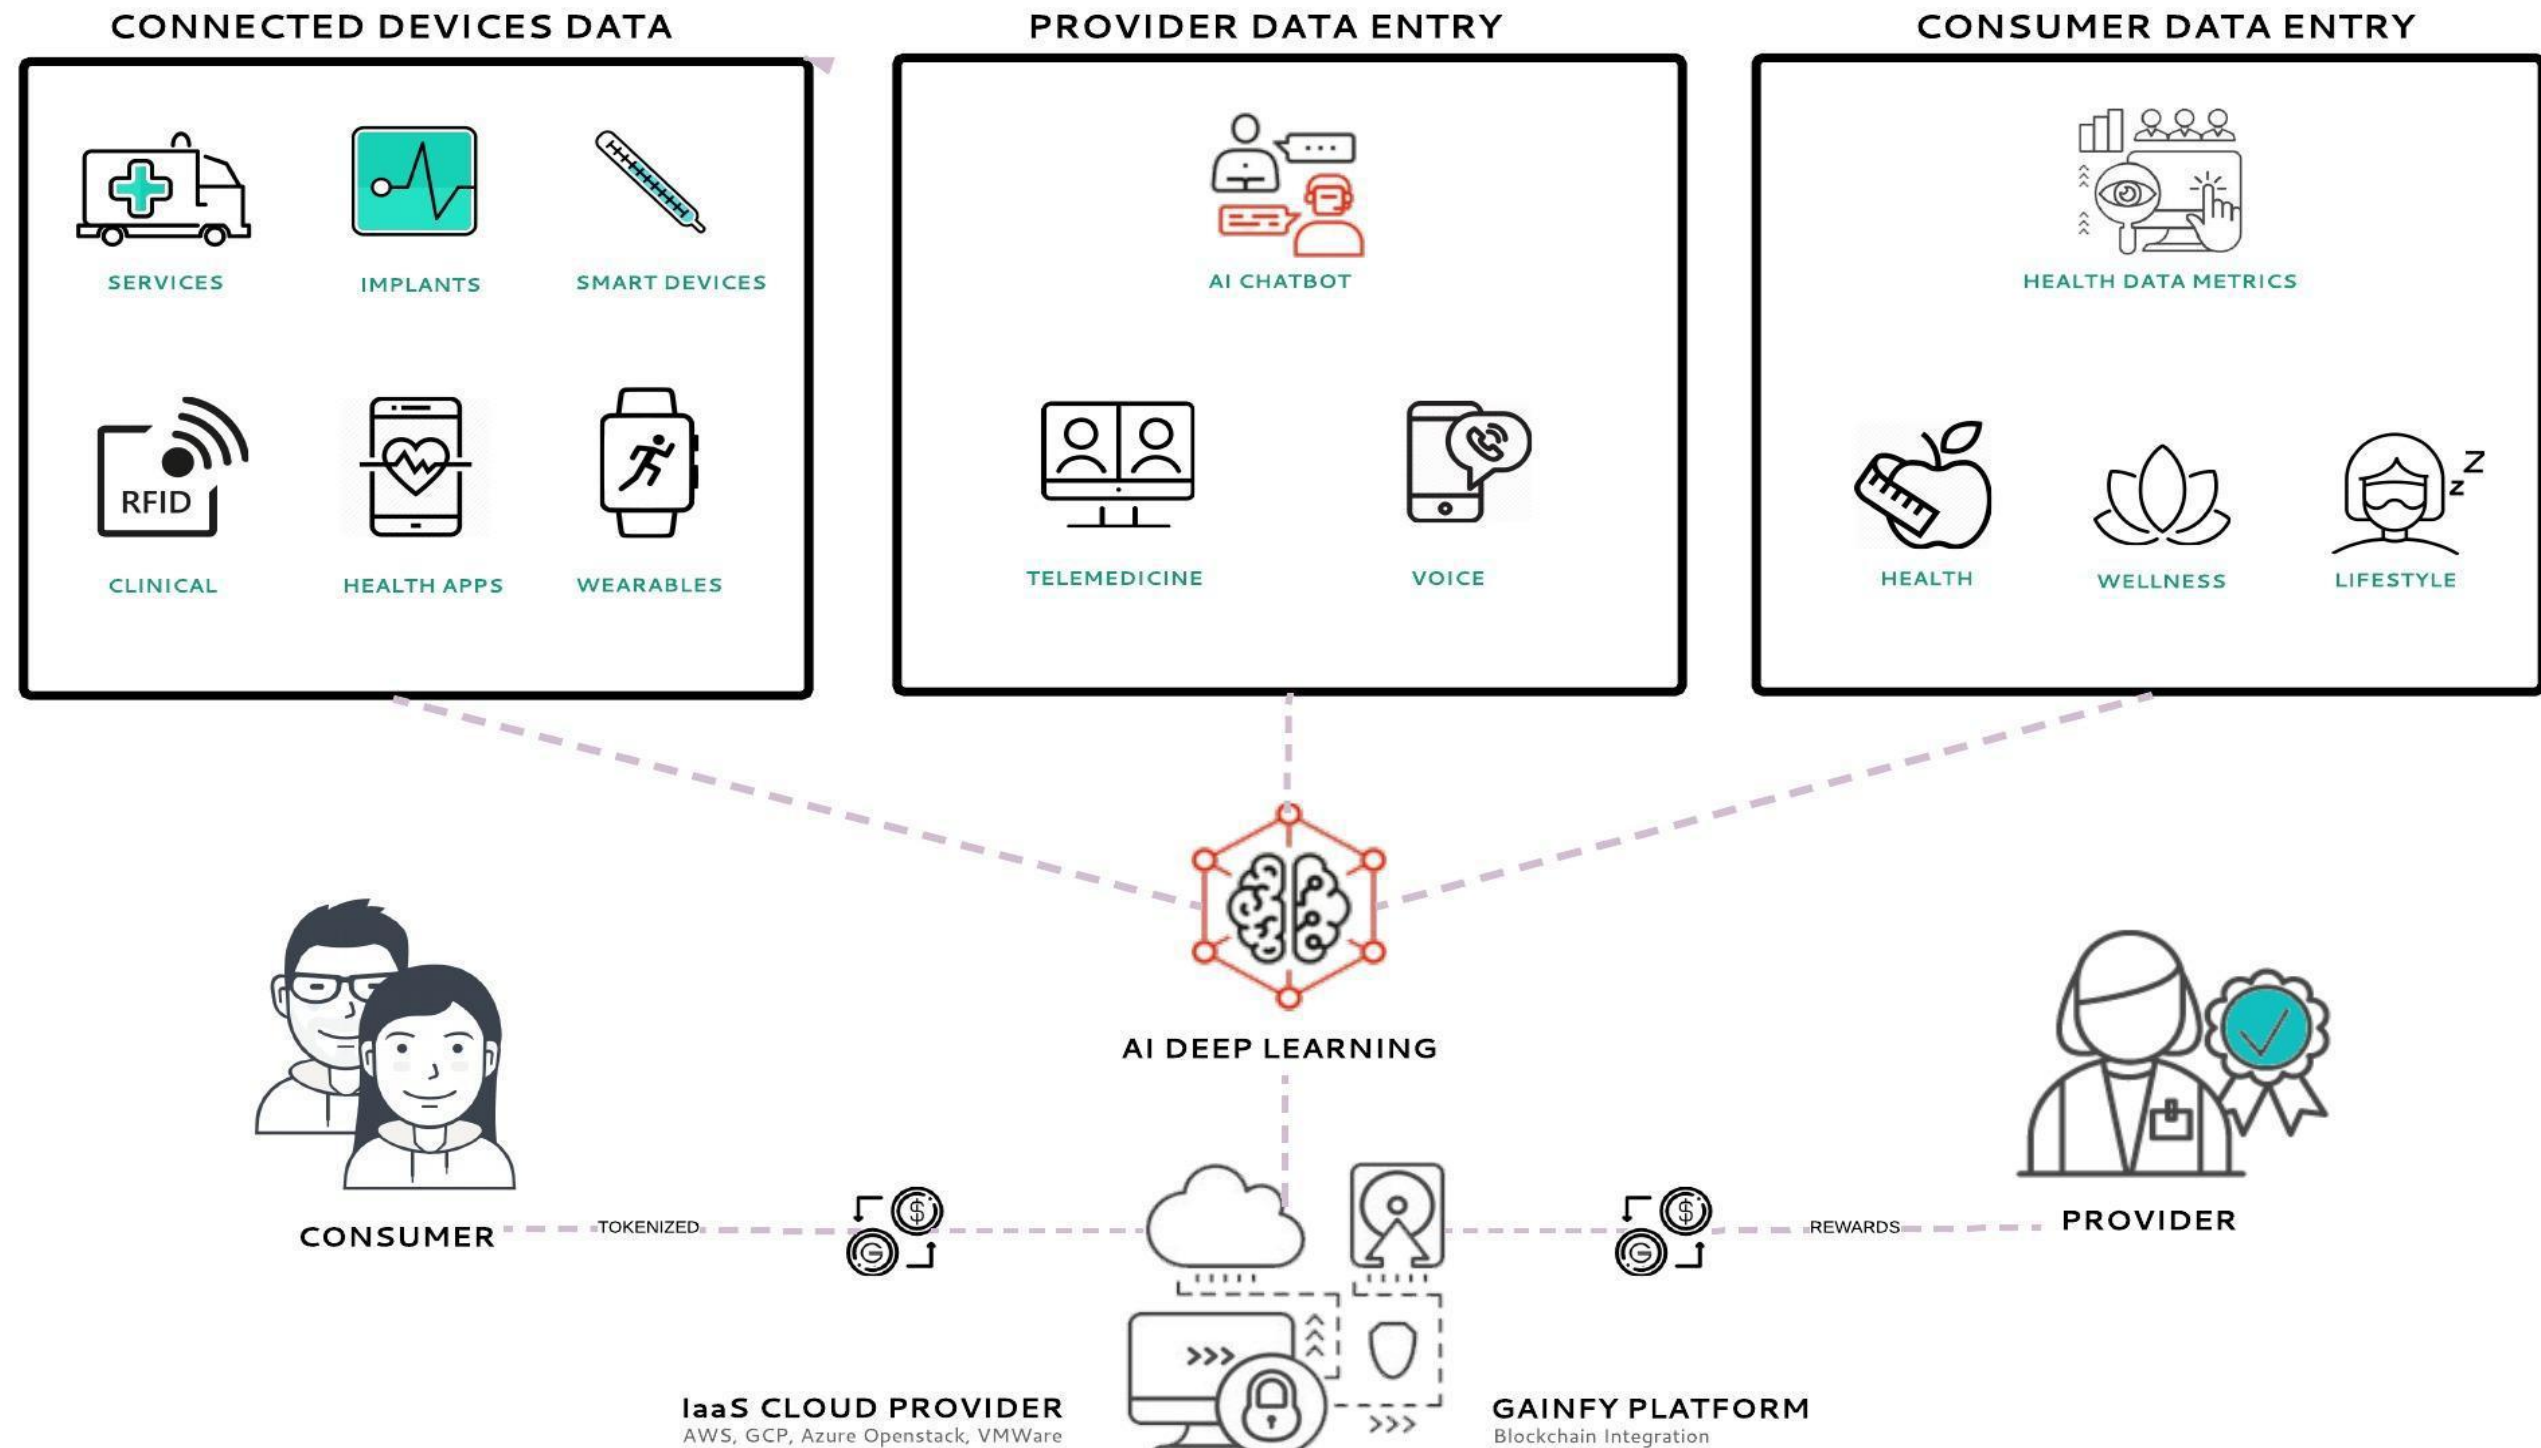 CONNECTED DEVICES DATA
PROVIDER DATA ENTRY
CONSUMER DATA ENTRY
SERVICES
IMPLANTS
SMART DEVICES
RFID
CLINICAL
HEALTH APPS
WEARABLES
AI CHATBOT
TELEMEDICINE
VOICE
HEALTH DATA METRICS
HEALTH
WELLNESS
z Z
LIFESTYLE
AI DEEP LEARNING
CONSUMER
TOKENIZED
$
G
$
G
REWARDS
PROVIDER
IaaS CLOUD PROVIDER
AWS, GCP, Azure Openstack, VMWare
GAINFY PLATFORM
Blockchain Integration